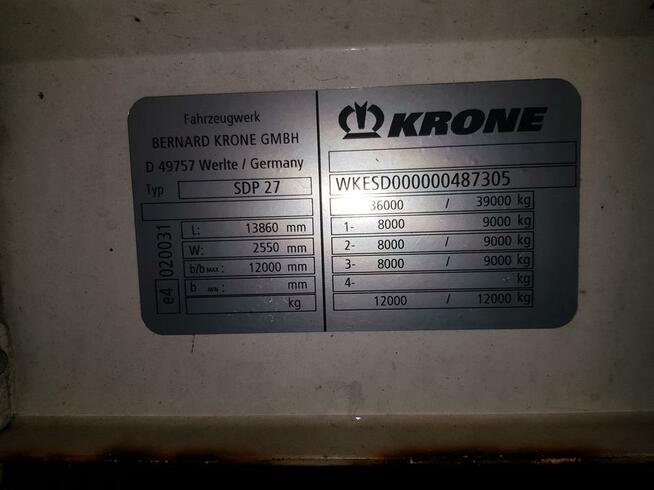 Fahrzeugwerk
BERNARD KRONE GMBH
D 49757 Werlte / Germany
Typ SDP 27
e4 020031
L: 13860 mm
W: 2550 mm
b/b MAX: 12000 mm
b MIN: mm
kg
KRONE
WKESD000000487305
36000 / 39000 kg
1- 8000 9000 kg
2- 8000 9000 kg
3- 8000 9000 kg
4- kg
12000 / 12000 kg